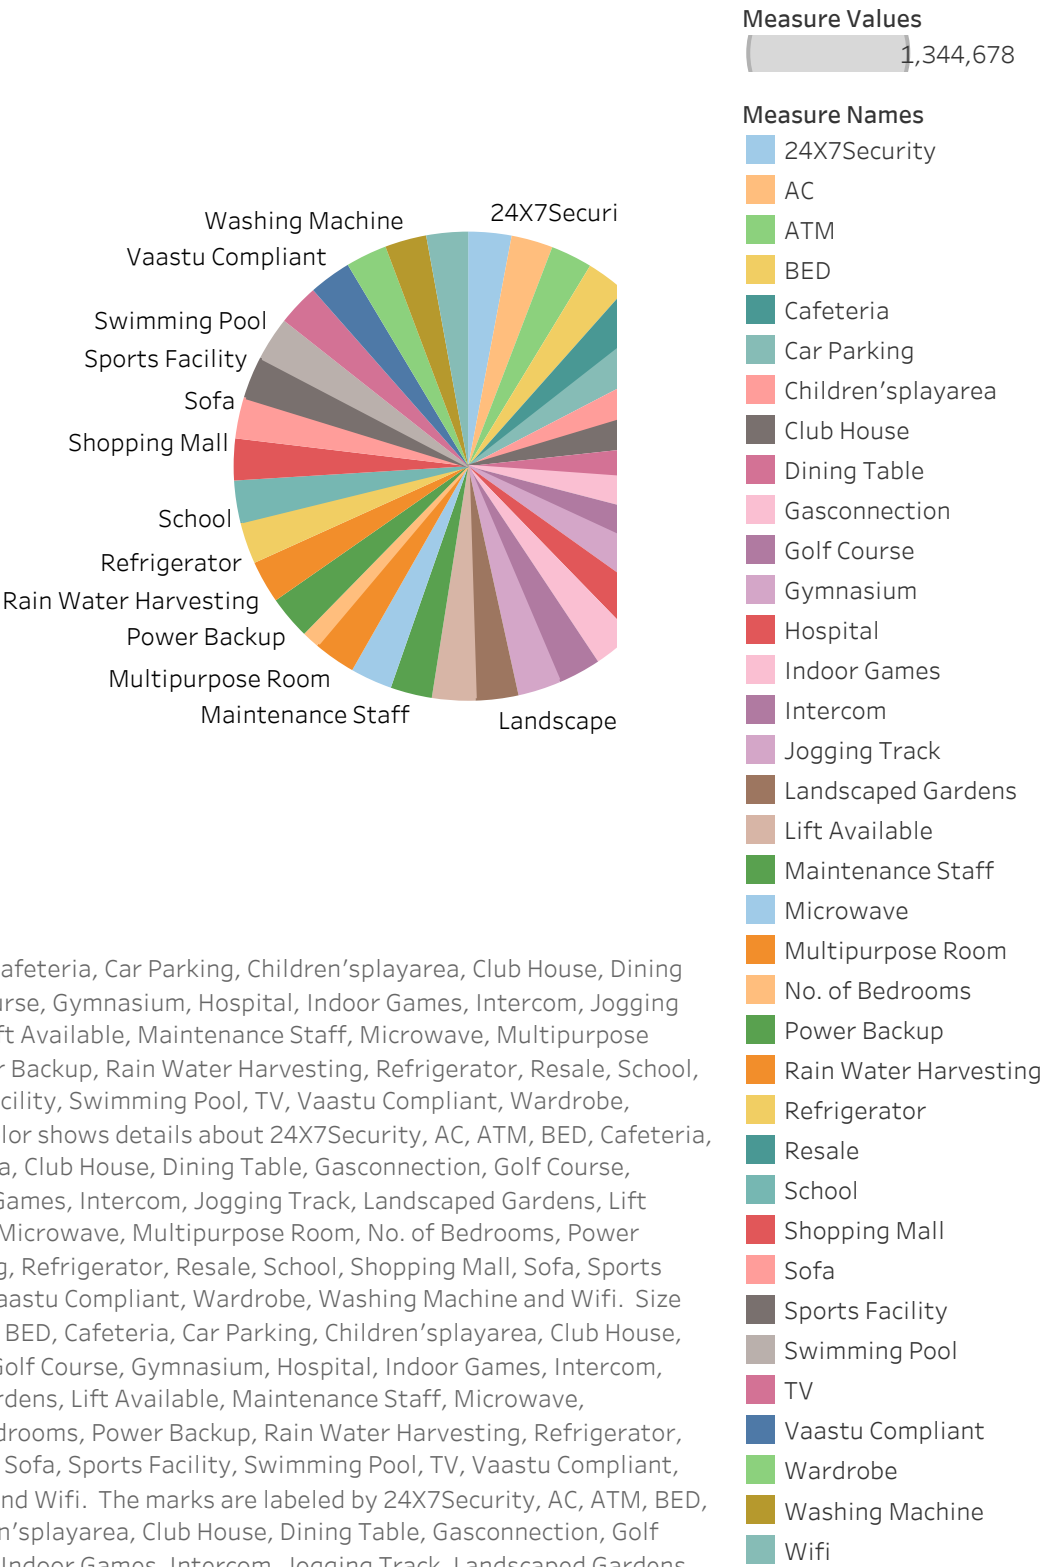 Measure Values
1,344,678
Measure Names
24X7Security
AC
ATM
BED
Cafeteria
Car Parking
Children'splayarea
Club House
Dining Table
Gasconnection
Golf Course
Gymnasium
Hospital
Indoor Games
Intercom
Jogging Track
Landscaped Gardens
Lift Available
Maintenance Staff
Microwave
Multipurpose Room
No. of Bedrooms
Power Backup
Rain Water Harvesting
Refrigerator
Resale
School
Shopping Mall
Sofa
Sports Facility
Swimming Pool
TV
Vaastu Compliant
Wardrobe
Washing Machine
Wifi
24X7Securi
Washing Machine
Vaastu Compliant
Swimming Pool
Sports Facility
Sofa
Shopping Mall
School
Refrigerator
Rain Water Harvesting
Power Backup
Multipurpose Room
Maintenance Staff
Landscape
afeteria, Car Parking, Children'splayarea, Club House, Dining
urse, Gymnasium, Hospital, Indoor Games, Intercom, Jogging
ft Available, Maintenance Staff, Microwave, Multipurpose
r Backup, Rain Water Harvesting, Refrigerator, Resale, School,
cility, Swimming Pool, TV, Vaastu Compliant, Wardrobe,
lor shows details about 24X7Security, AC, ATM, BED, Cafeteria,
a, Club House, Dining Table, Gasconnection, Golf Course,
Games, Intercom, Jogging Track, Landscaped Gardens, Lift
Microwave, Multipurpose Room, No. of Bedrooms, Power
g, Refrigerator, Resale, School, Shopping Mall, Sofa, Sports
aastu Compliant, Wardrobe, Washing Machine and Wifi. Size
BED, Cafeteria, Car Parking, Children'splayarea, Club House,
Golf Course, Gymnasium, Hospital, Indoor Games, Intercom,
rdens, Lift Available, Maintenance Staff, Microwave,
drooms, Power Backup, Rain Water Harvesting, Refrigerator,
Sofa, Sports Facility, Swimming Pool, TV, Vaastu Compliant,
nd Wifi. The marks are labeled by 24X7Security, AC, ATM, BED,
n'splayarea, Club House, Dining Table, Gasconnection, Golf
Indoor Games, Intercom, Jogging Track, Landscaped Gardens